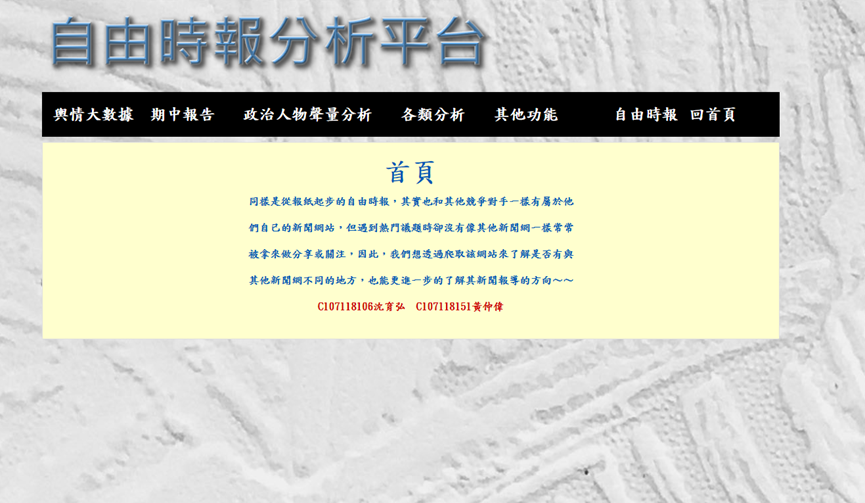 自由時報分析平台
輿情大數據 期中報告 政治人物聲量分析 各類分析 其他功能 自由時報 回首頁
首頁
同樣是從報紙起步的自由時報，其實也和其他競爭對手一樣有屬於他
們自己的新聞網站，但遇到熱門議題時卻沒有像其他新聞網一樣常常
被拿來做分享或關注，因此，我們想透過爬取該網站來了解是否有與
其他新聞網不同的地方，也能更進一步的了解其新聞報導的方向～～
C107118106沈育弘 C107118151黃仲偉